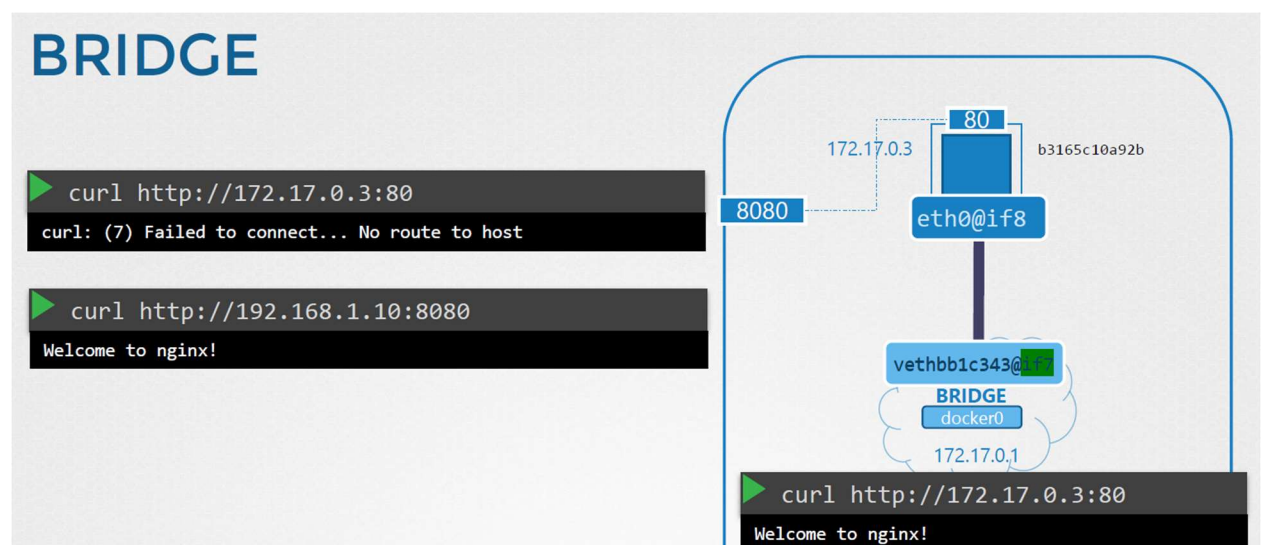 BRIDGE
curl http://172.17.0.3:80
curl: (7) Failed to connect... No route to host
curl http://192.168.1.10:8080
Welcome to nginx!
80
172.17.0.3
b3165c10a92b
8080
eth0@if8
vethbb1c343@if7
BRIDGE
docker0
172.17.0.1
curl http://172.17.0.3:80
Welcome to nginx!